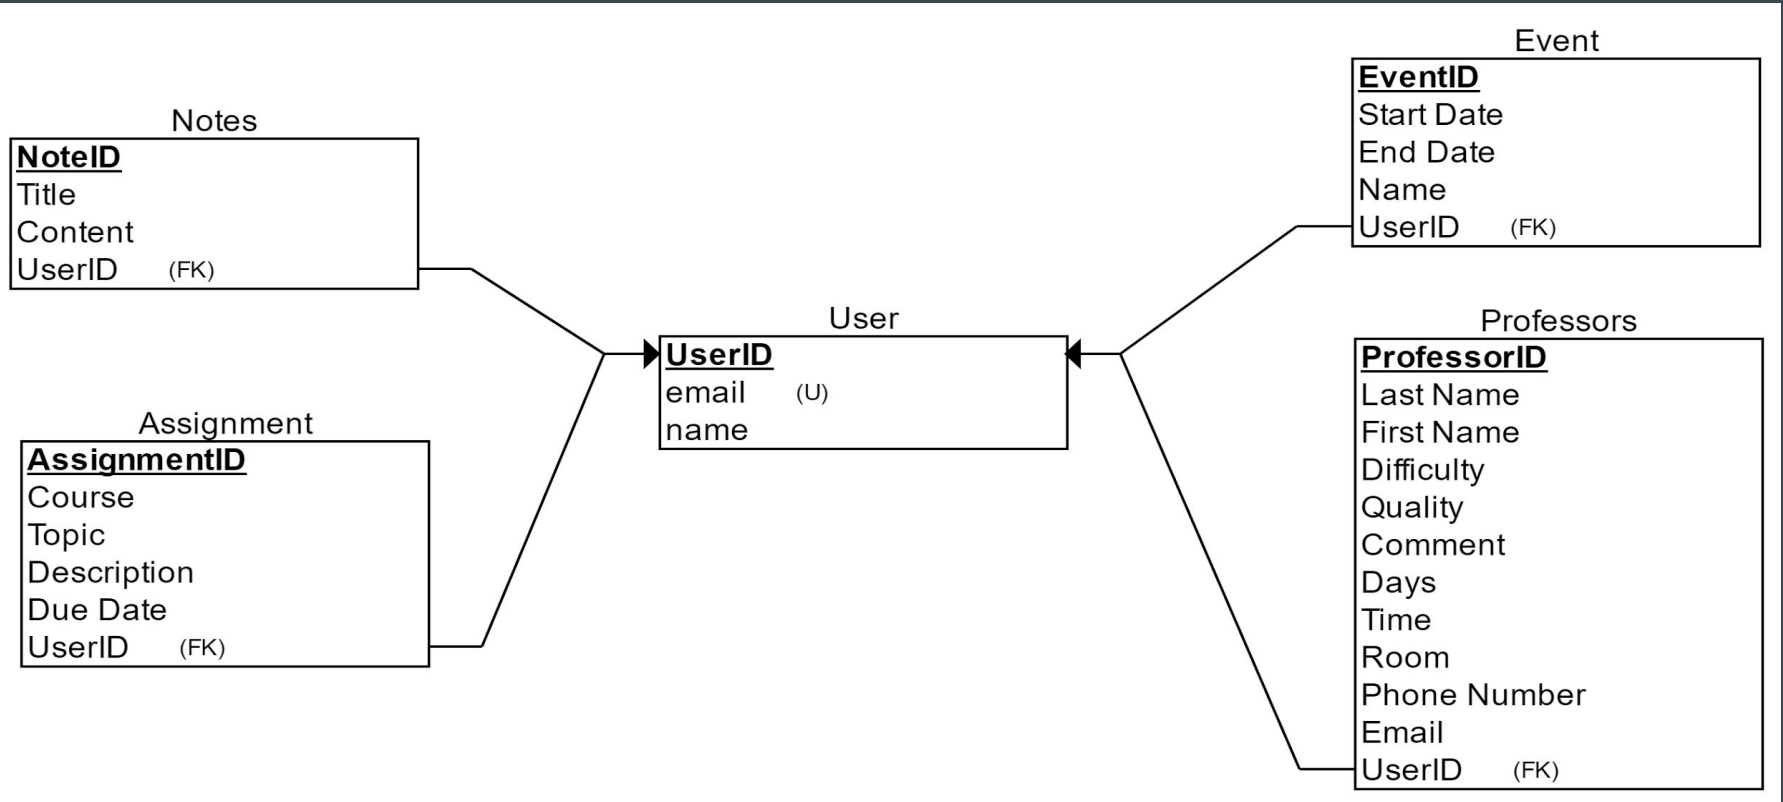 Notes
NoteID
Title
Content
UserID (FK)
Assignment
AssignmentID
Course
Topic
Description
Due Date
UserID (FK)
User
UserID
email (U)
name
Event
EventID
Start Date
End Date
Name
UserID (FK)
Professors
ProfessorID
Last Name
First Name
Difficulty
Quality
Comment
Days
Time
Room
Phone Number
Email
UserID (FK)